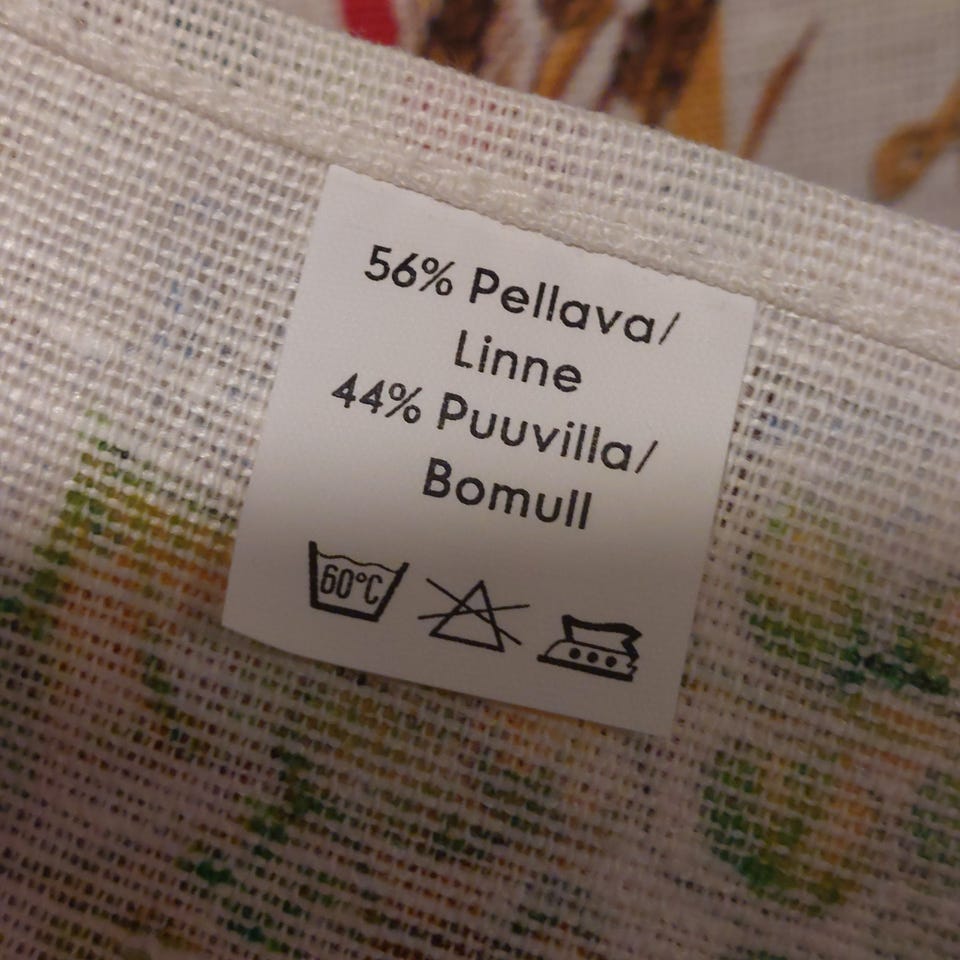 56% Pellava/
Linne
44% Puuvilla/
Bomull
60°C